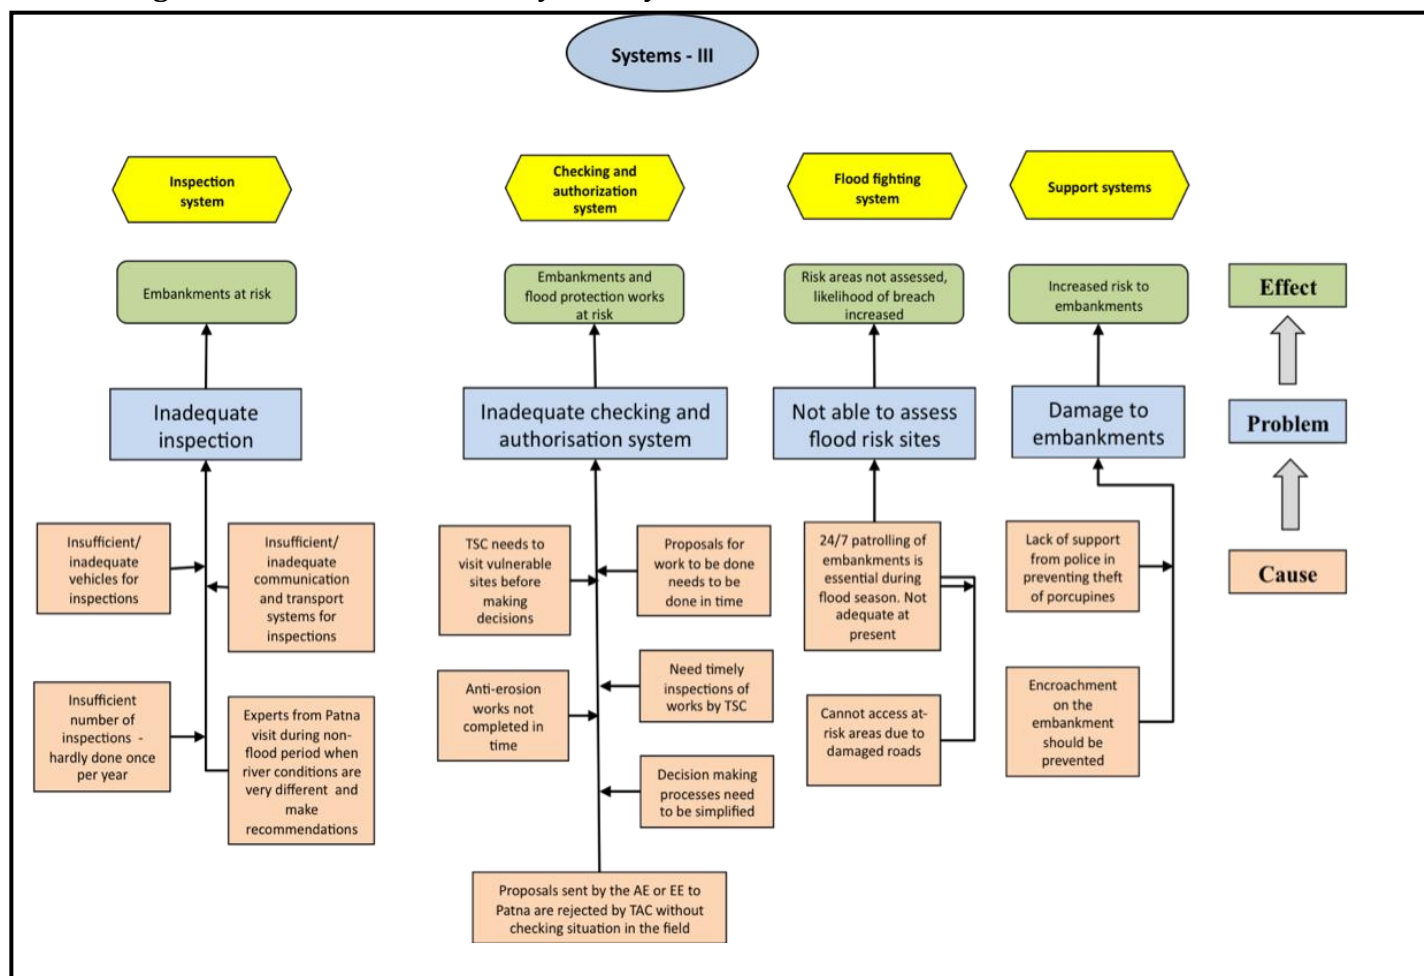 Systems - III
Inspection
system
Checking and
authorization
system
Flood fighting
system
Support systems
Embankments at risk
Embankments and
flood protection works
at risk
Risk areas not assessed,
likelihood of breach
increased
Increased risk to
embankments
Effect
Inadequate
inspection
Inadequate checking and
authorisation system
Not able to assess
flood risk sites
Damage to
embankments
Problem
Insufficient/
inadequate
vehicles for
inspections
Insufficient/
inadequate
communication
and transport
systems for
inspections
TSC needs to
visit vulnerable
sites before
making
decisions
Proposals for
work to be done
needs to be
done in time
24/7 patrolling of
embankments is
essential during
flood season. Not
adequate at
present
Lack of support
from police in
preventing theft
of porcupines
Cause
Insufficient
number of
inspections -
hardly done once
per year
Experts from Patna
visit during non-
flood period when
river conditions are
very different and
make
recommendations
Anti-erosion
works not
completed in
time
Need timely
inspections of
works by TSC
Cannot access at-
risk areas due to
damaged roads
Encroachment
on the
embankment
should be
prevented
Decision making
processes need
to be simplified
Proposals sent by the AE or EE to
Patna are rejected by TAC without
checking situation in the field